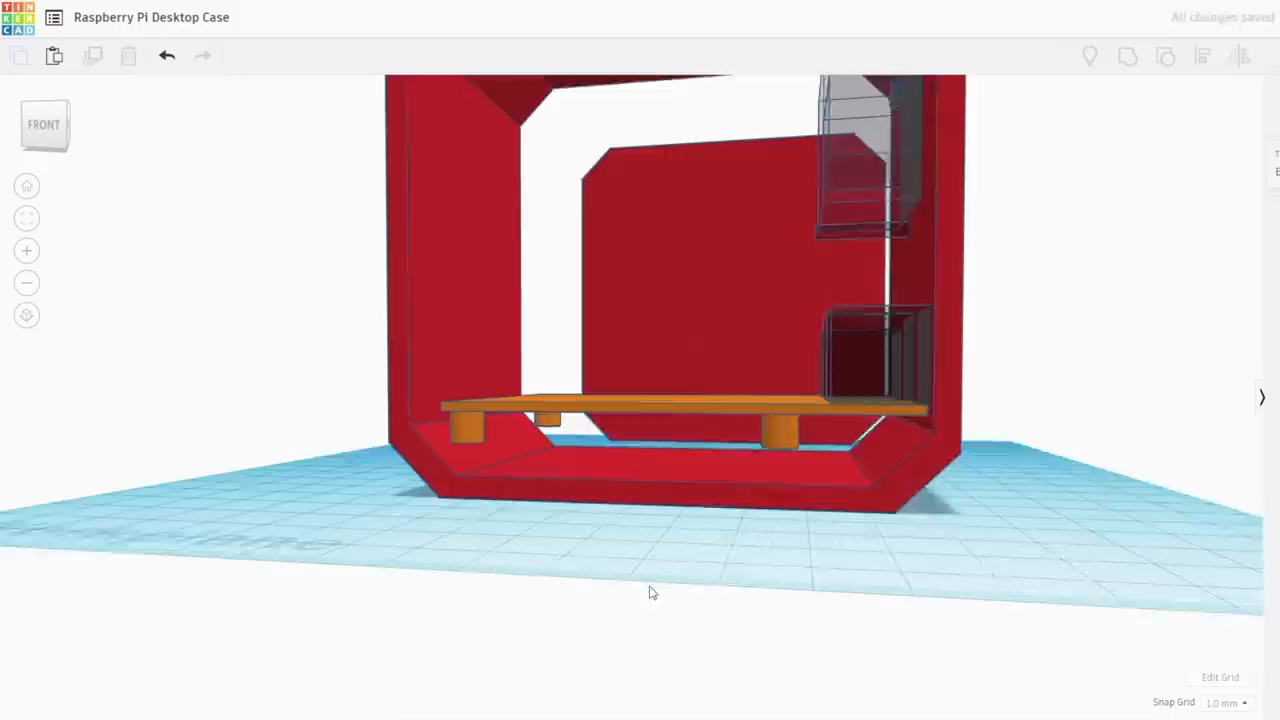 TIN
KER
CAD
Raspberry Pi Desktop Case
All changes saved
FRONT
T
E
Edit Grid
Snap Grid 1.0 mm